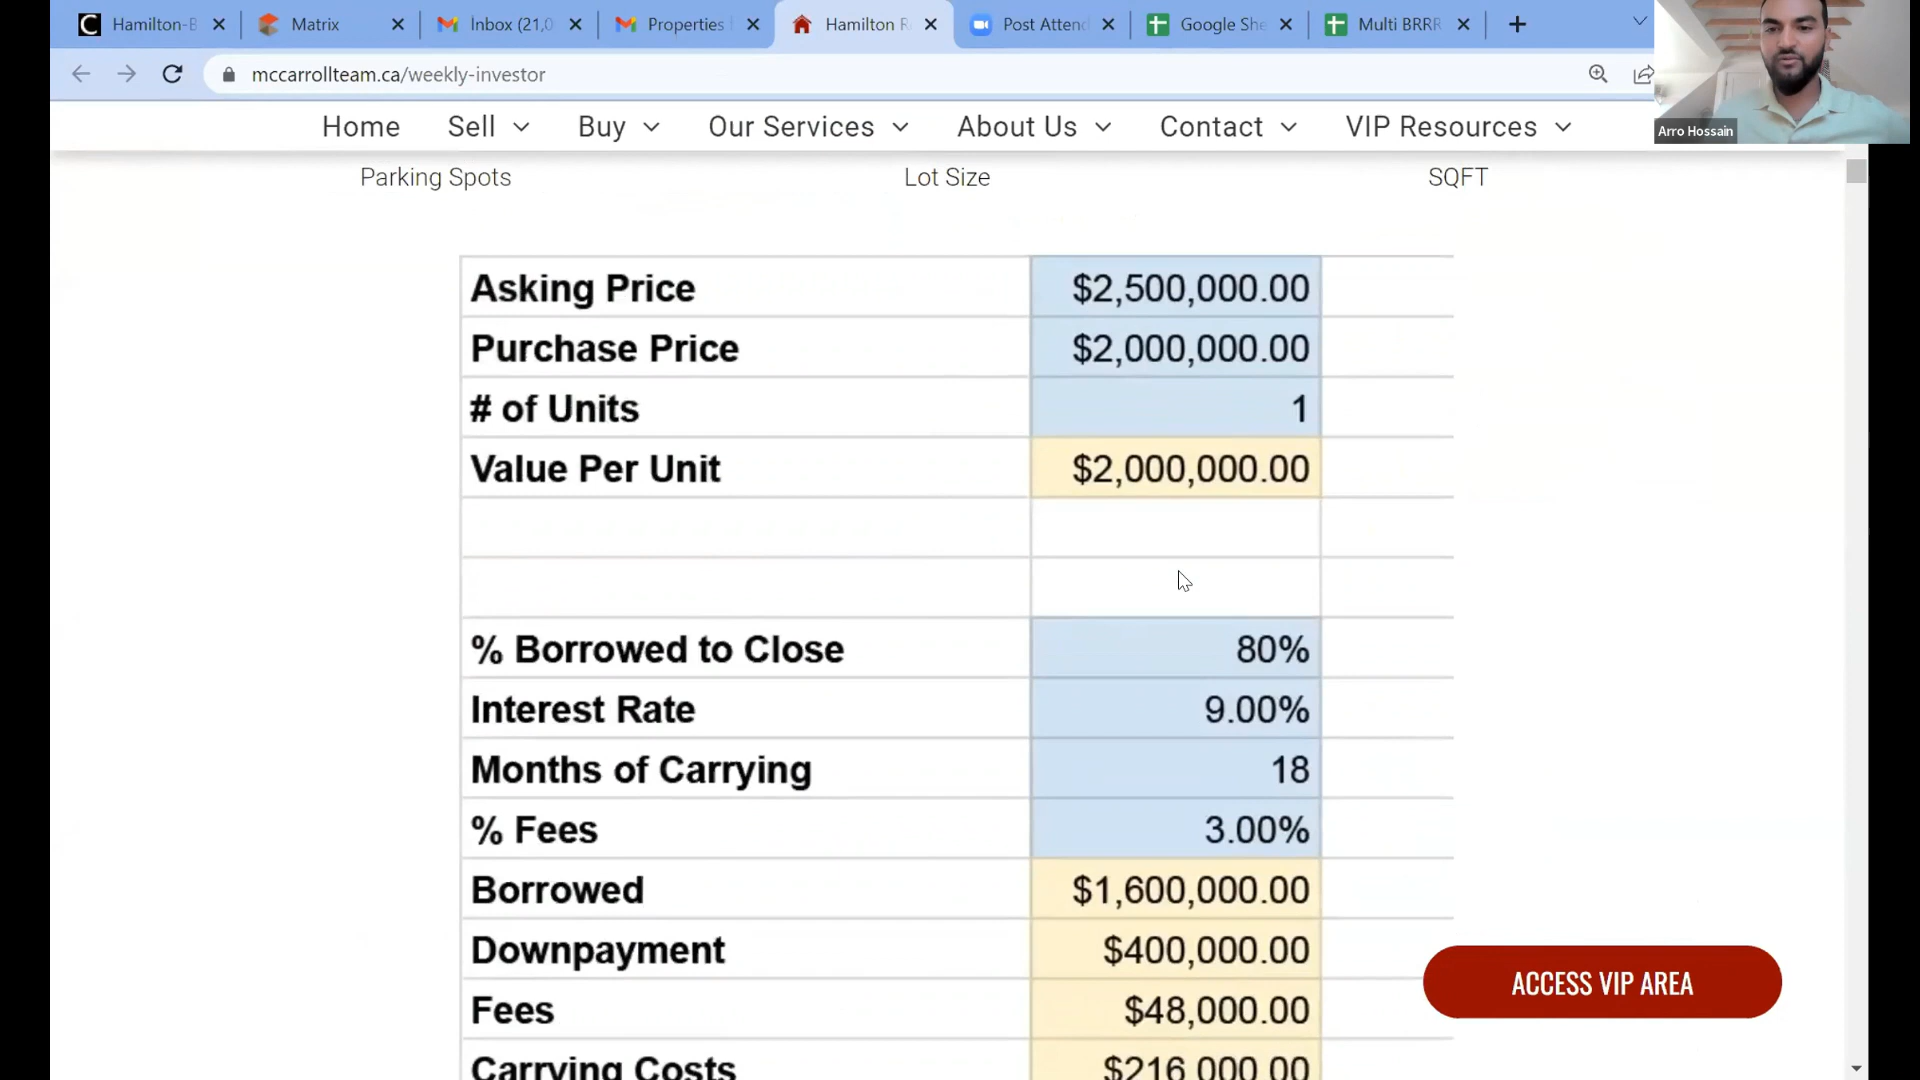 Hamilton-B
Matrix
Inbox (21,0
Properties
Hamilton R
Post Attend
Google She
Multi BRRR
mccarrollteam.ca/weekly-investor
Arro Hossain
Home
Sell
Buy
Our Services
About Us
Contact
VIP Resources
Parking Spots
Lot Size
SQFT
Asking Price $2,500,000.00
Purchase Price $2,000,000.00
# of Units 1
Value Per Unit $2,000,000.00
% Borrowed to Close 80%
Interest Rate 9.00%
Months of Carrying 18
% Fees 3.00%
Borrowed $1,600,000.00
Downpayment $400,000.00
Fees $48,000.00
Carrying Costs $216,000.00
ACCESS VIP AREA